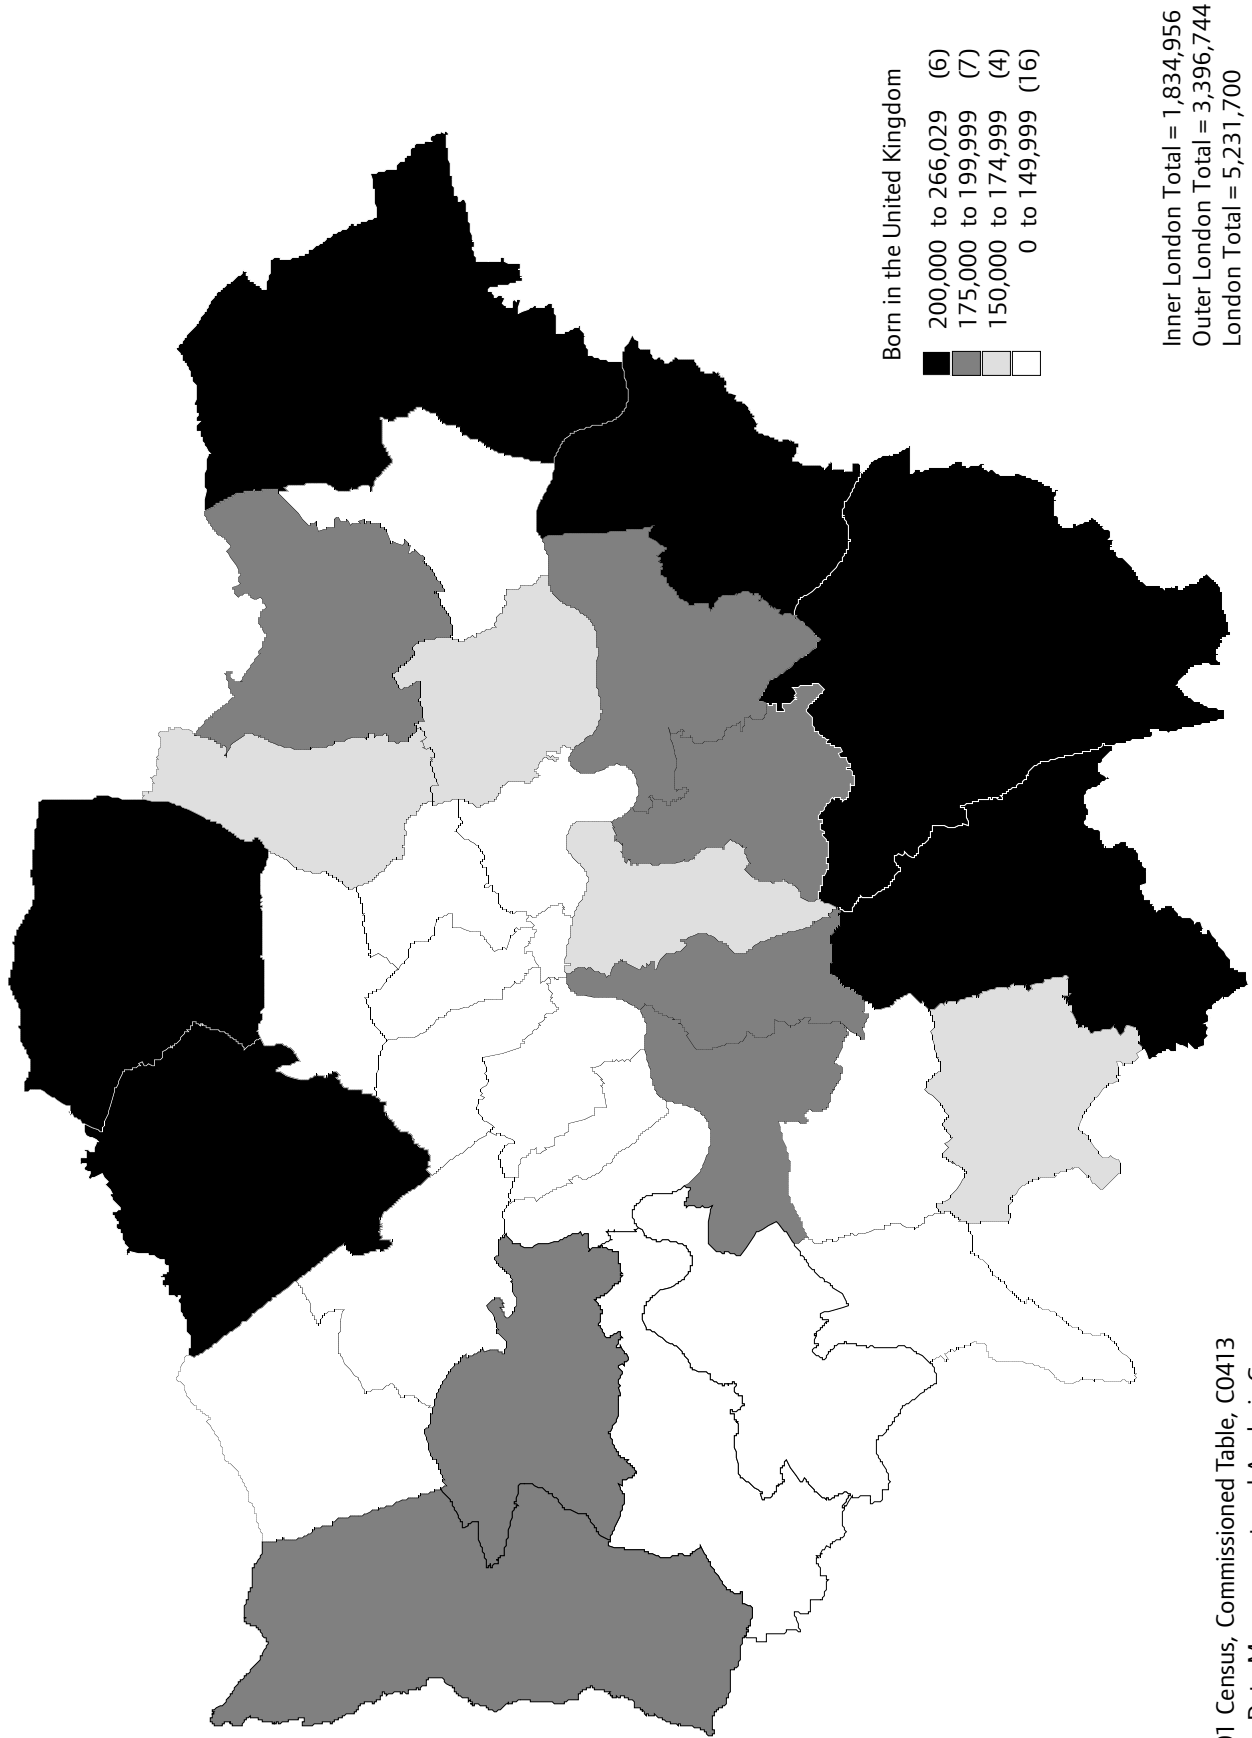 Born in the United Kingdom
200,000 to 266,029 (6)
175,000 to 199,999 (7)
150,000 to 174,999 (4)
0 to 149,999 (16)
Inner London Total = 1,834,956
Outer London Total = 3,396,744
London Total = 5,231,700
Census, Commissioned Table, C0413